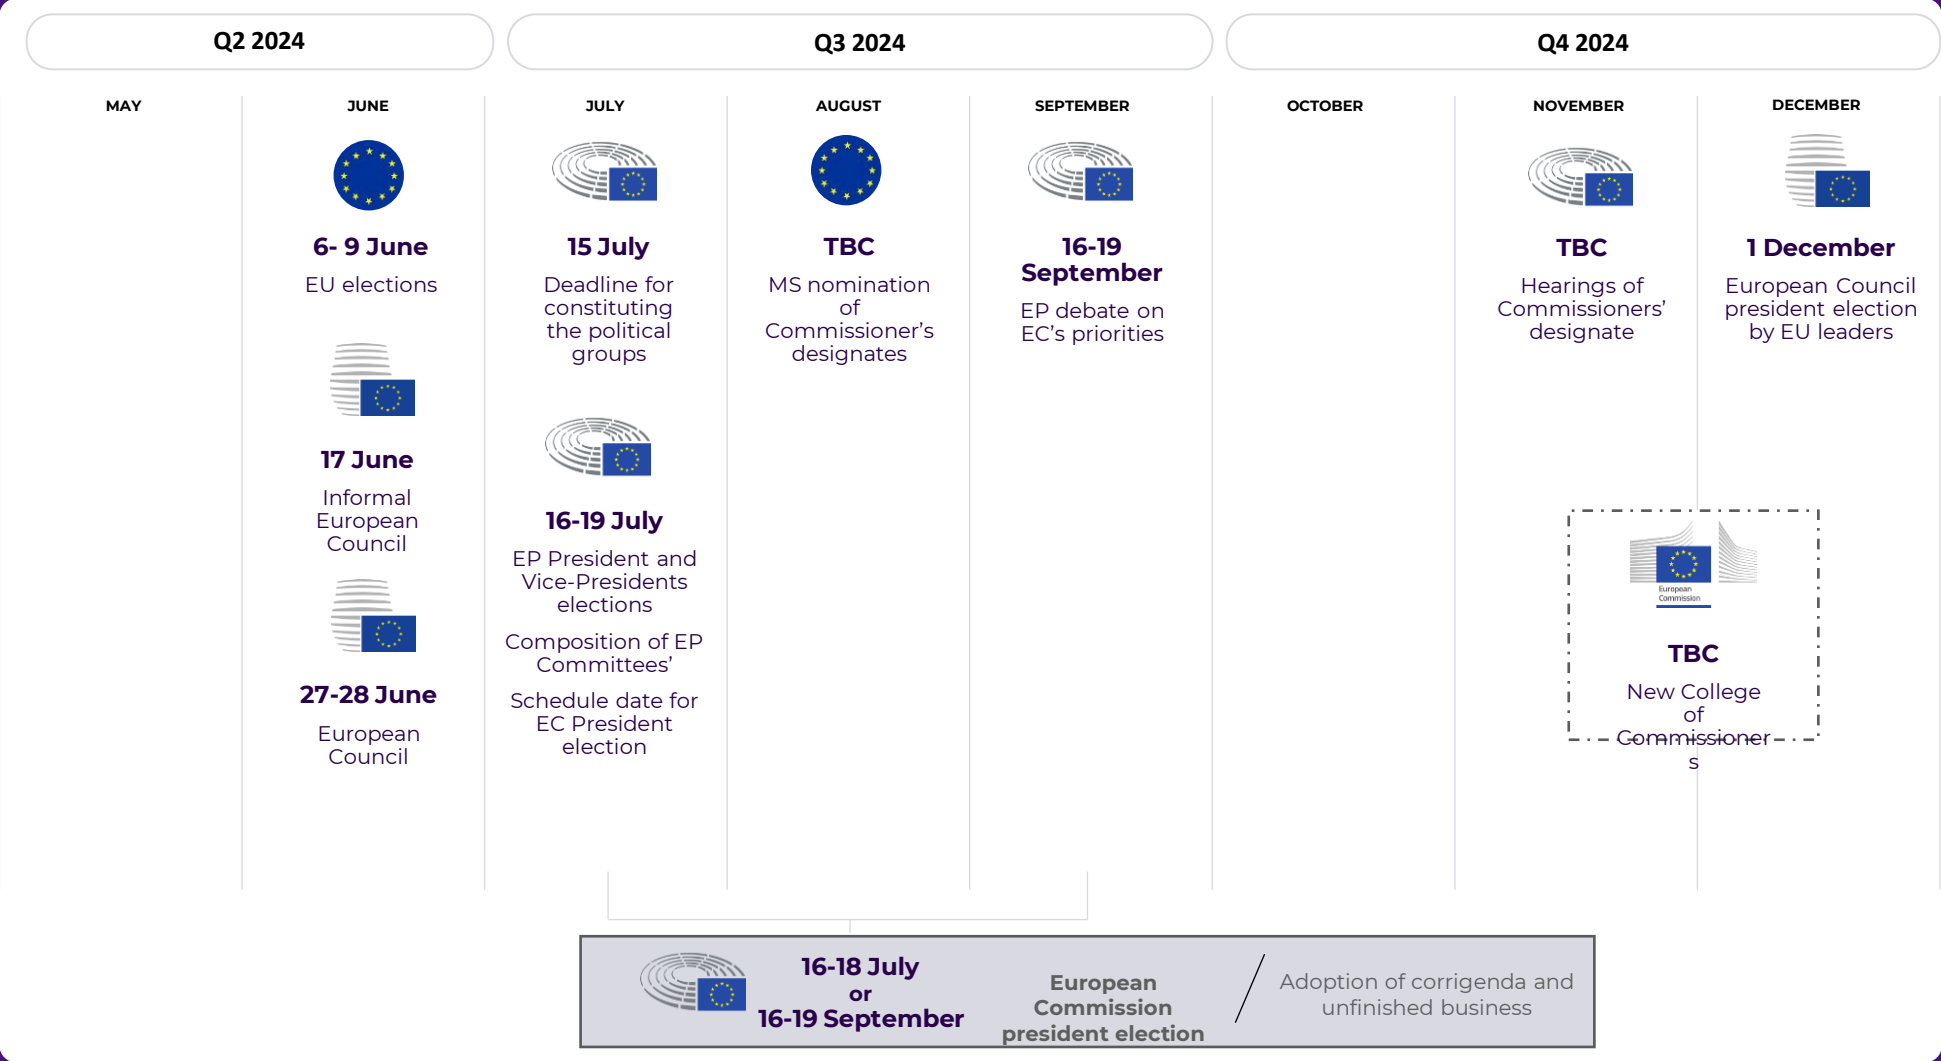 Q2 2024
Q3 2024
Q4 2024
MAY
JUNE
JULY
AUGUST
SEPTEMBER
OCTOBER
NOVEMBER
DECEMBER
6- 9 June
EU elections
17 June
Informal
European
Council
27-28 June
European
Council
15 July
Deadline for
constituting
the political
groups
16-19 July
EP President and
Vice-Presidents
elections
Composition of EP
Committees’
Schedule date for
EC President
election
TBC
MS nomination
of
Commissioner’s
designates
16-19
September
EP debate on
EC’s priorities
TBC
Hearings of
Commissioners’
designate
1 December
European Council
president election
by EU leaders
European
Commission
TBC
New College
of
Commissioner
s
16-18 July
or
16-19 September
European
Commission
president election
Adoption of corrigenda and
unfinished business